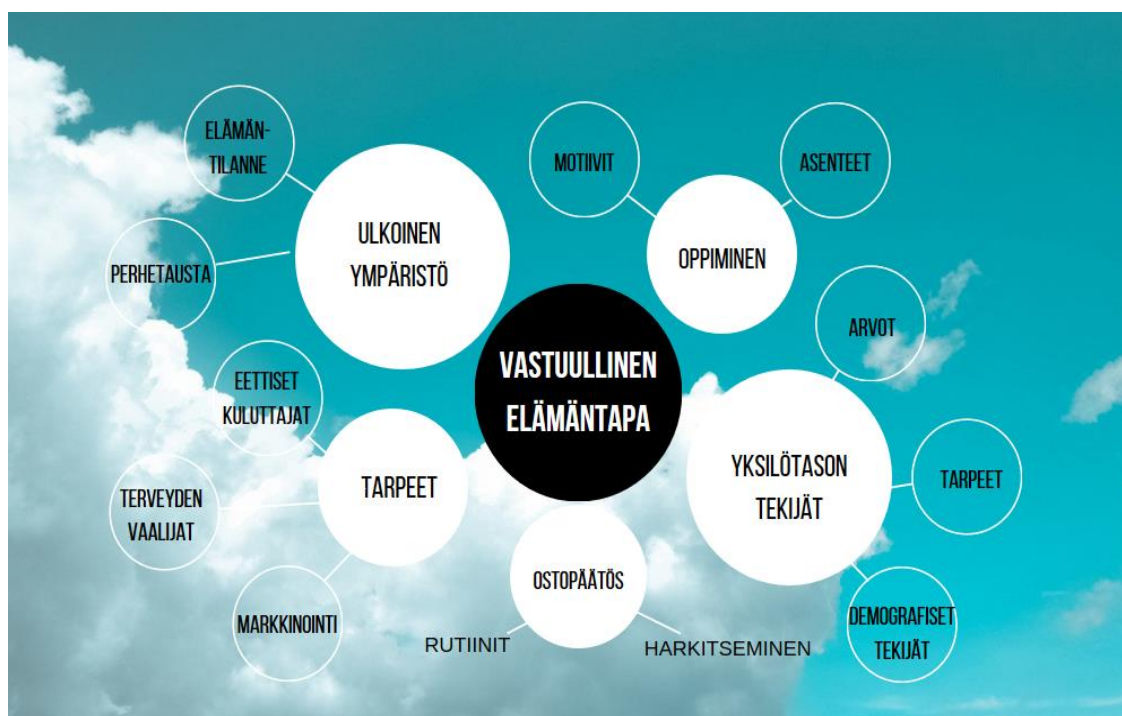 ELÄMÄN-
TILANNE
PERHETAUSTA
ULKOINEN
YMPÄRISTÖ
MOTIIVIT
ASENTEET
OPPIMINEN
VASTUULLINEN
ELÄMÄNTAPA
ARVOT
YKSILÖTASON
TEKIJÄT
TARPEET
DEMOGRAFISET
TEKIJÄT
EETTISET
KULUTTAJAT
TERVEYDEN
VAALIJAT
TARPEET
MARKKINOINTI
OSTOPÄÄTÖS
RUTIINIT
HARKITSEMINEN